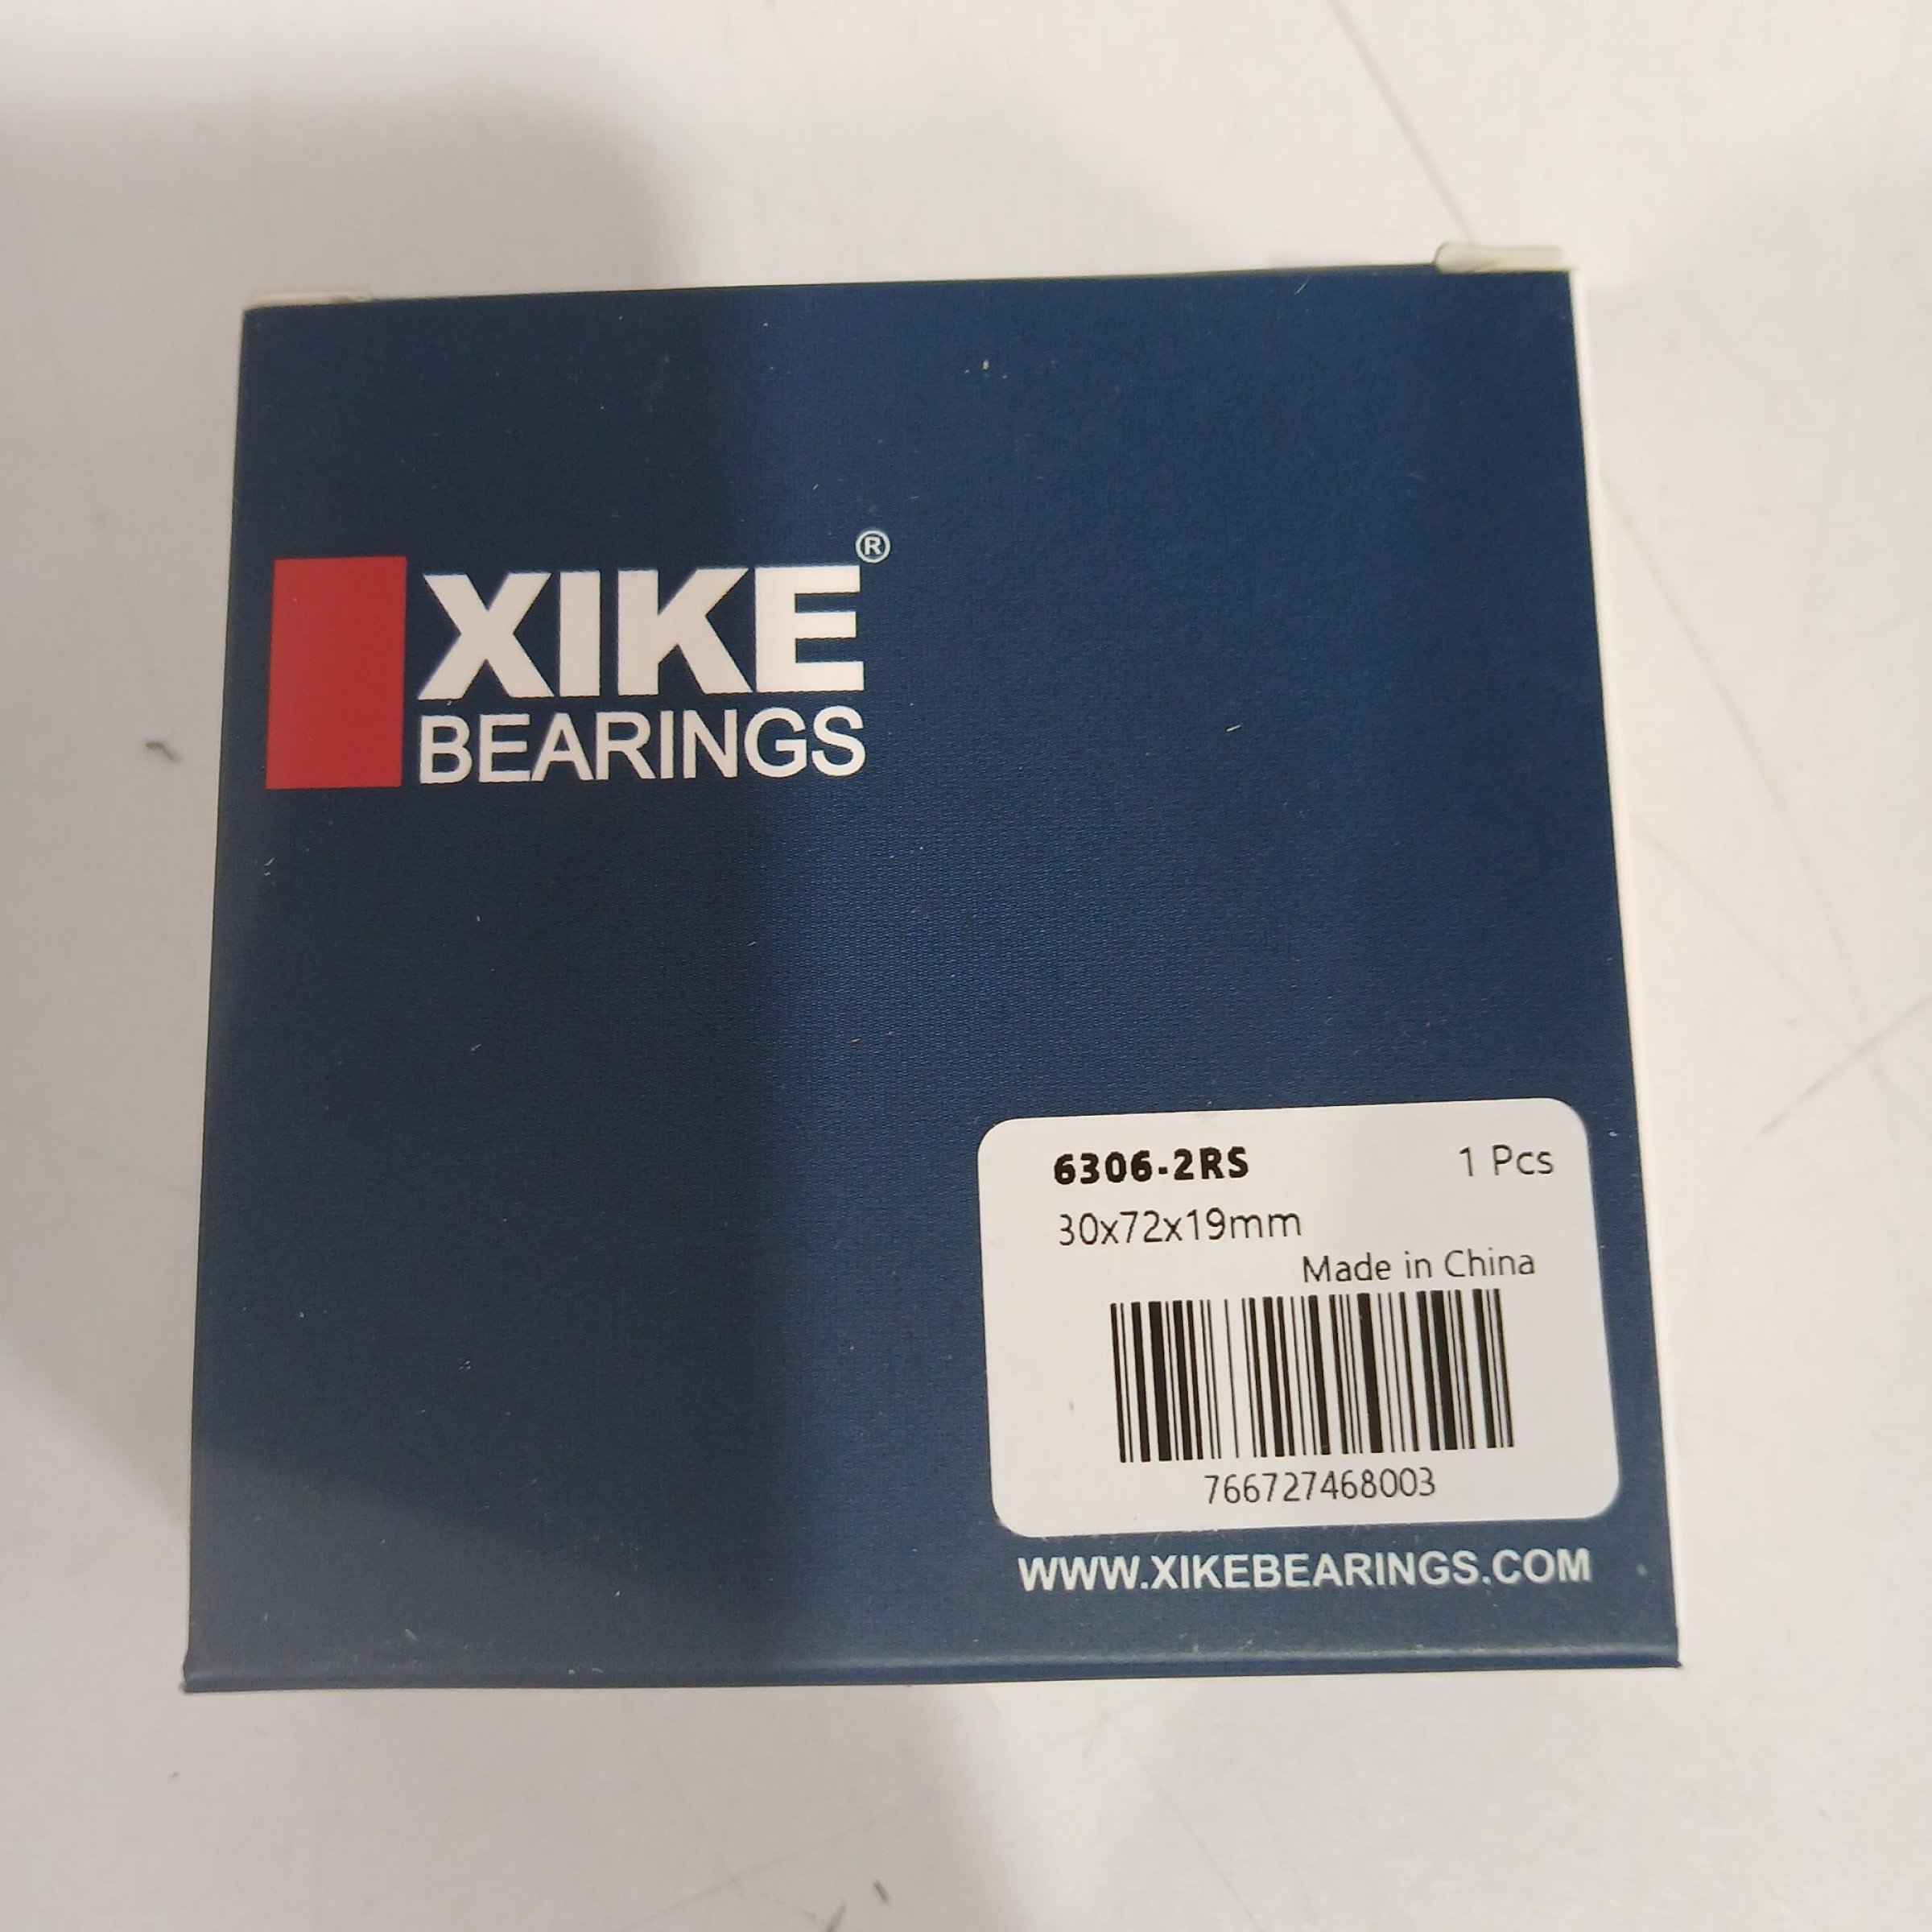 XIKE®
BEARINGS
6306-2RS 1 Pcs
30x72x19mm
Made in China
766727468003
WWW.XIKEBEARINGS.COM